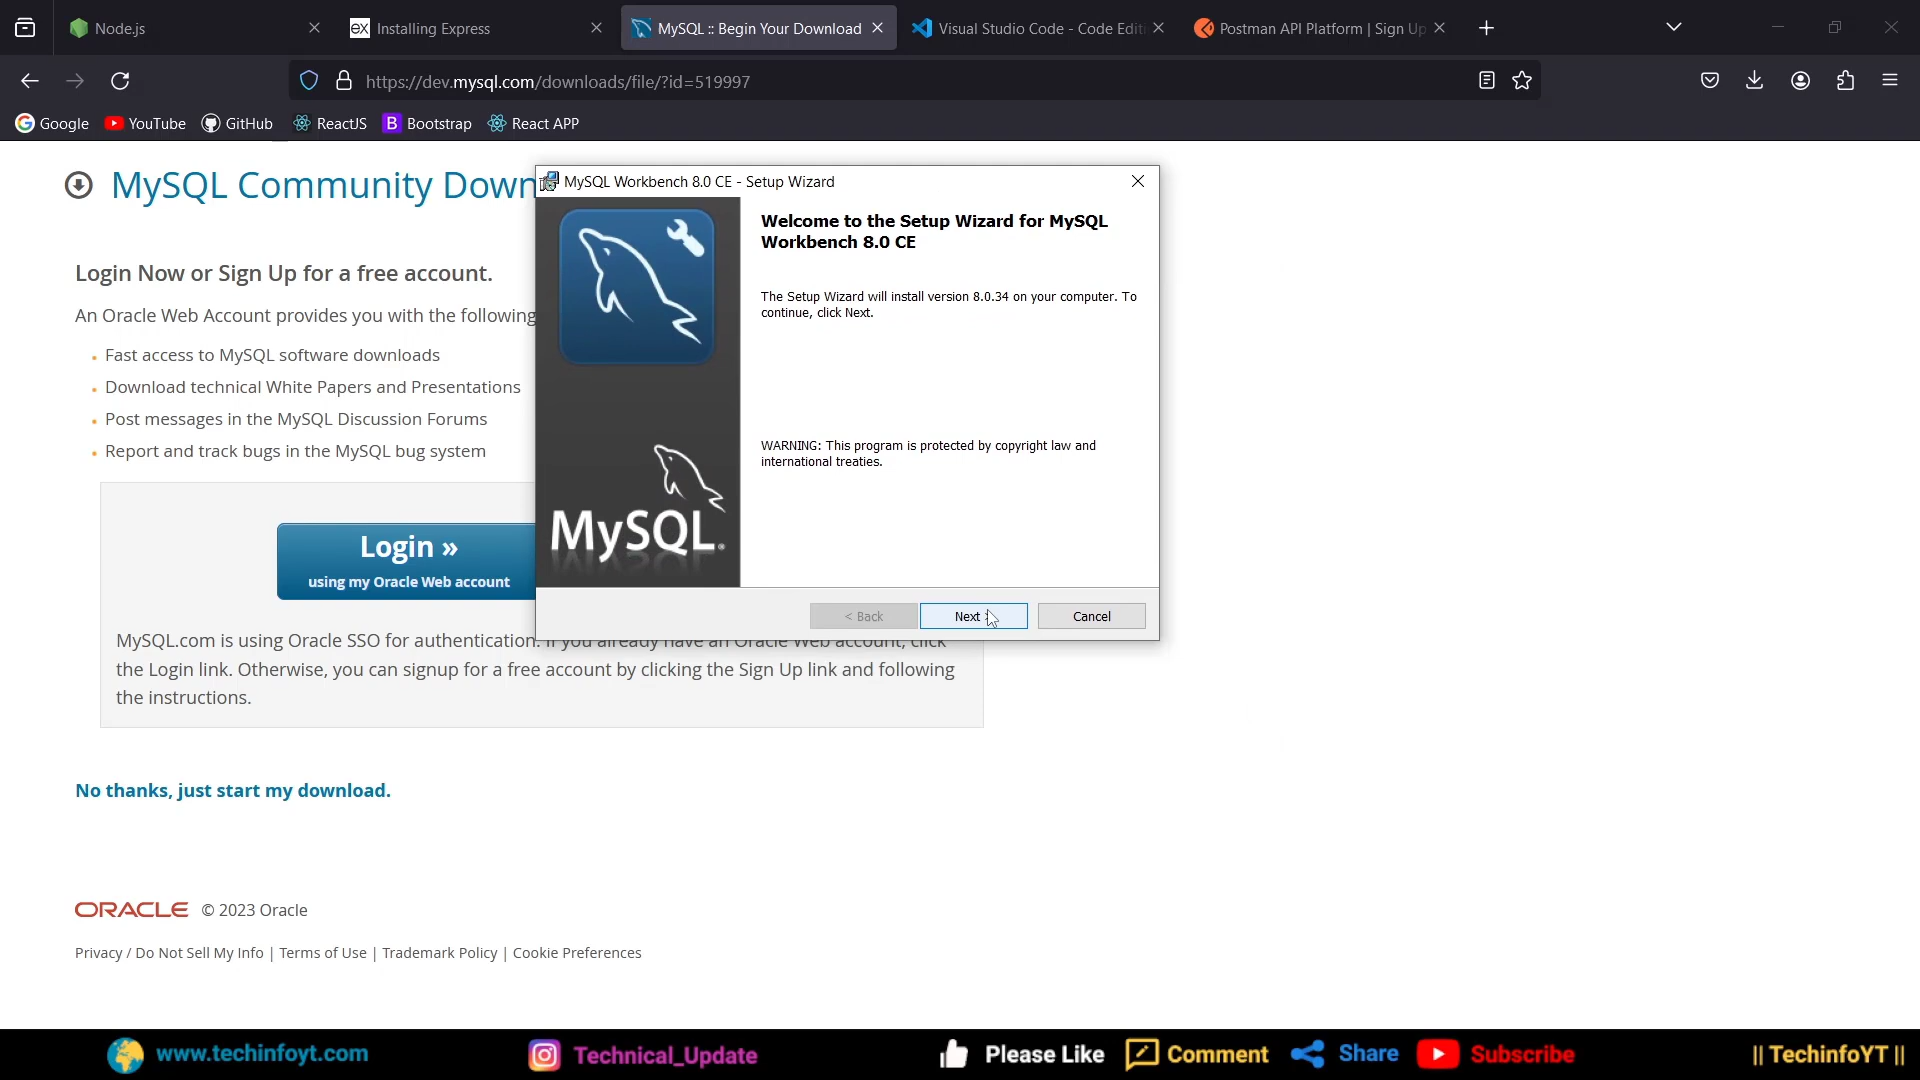 Node.js
Installing Express
MySQL :: Begin Your Download
Visual Studio Code - Code Editi
Postman API Platform | Sign Up
https://dev.mysql.com/downloads/file/?id=519997
Google
YouTube
GitHub
ReactJS
Bootstrap
React APP
MySQL Community Down
Login Now or Sign Up for a free account.
An Oracle Web Account provides you with the following
Fast access to MySQL software downloads
Download technical White Papers and Presentations
Post messages in the MySQL Discussion Forums
Report and track bugs in the MySQL bug system
Login »
using my Oracle Web account
MySQL.com is using Oracle SSO for authentication. If you already have an Oracle Web account, click
the Login link. Otherwise, you can signup for a free account by clicking the Sign Up link and following
the instructions.
No thanks, just start my download.
ORACLE © 2023 Oracle
Privacy / Do Not Sell My Info | Terms of Use | Trademark Policy | Cookie Preferences
MySQL Workbench 8.0 CE - Setup Wizard
Welcome to the Setup Wizard for MySQL
Workbench 8.0 CE
The Setup Wizard will install version 8.0.34 on your computer. To
continue, click Next.
WARNING: This program is protected by copyright law and
international treaties.
MySQL®
< Back
Next >
Cancel
www.techinfoyt.com
Technical_Update
Please Like
Comment
Share
Subscribe
|| TechinfoYT ||